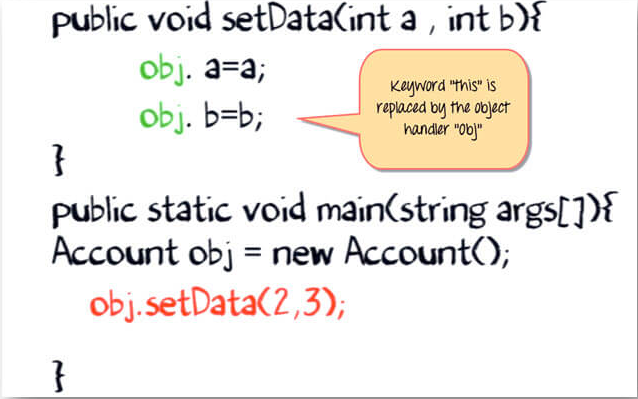 public void setData(int a , int b){
obj. a=a;
obj. b=b;
Keyword "this" is
replaced by the object
handler "obj"
}
public static void main(string args[]){
Account obj = new Account();
obj.setData(2,3);
}